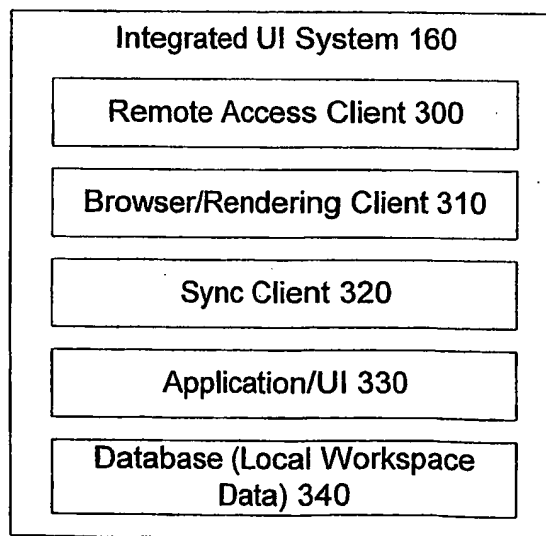 Integrated UI System 160
Remote Access Client 300
Browser/Rendering Client 310
Sync Client 320
Application/UI 330
Database (Local Workspace
Data) 340